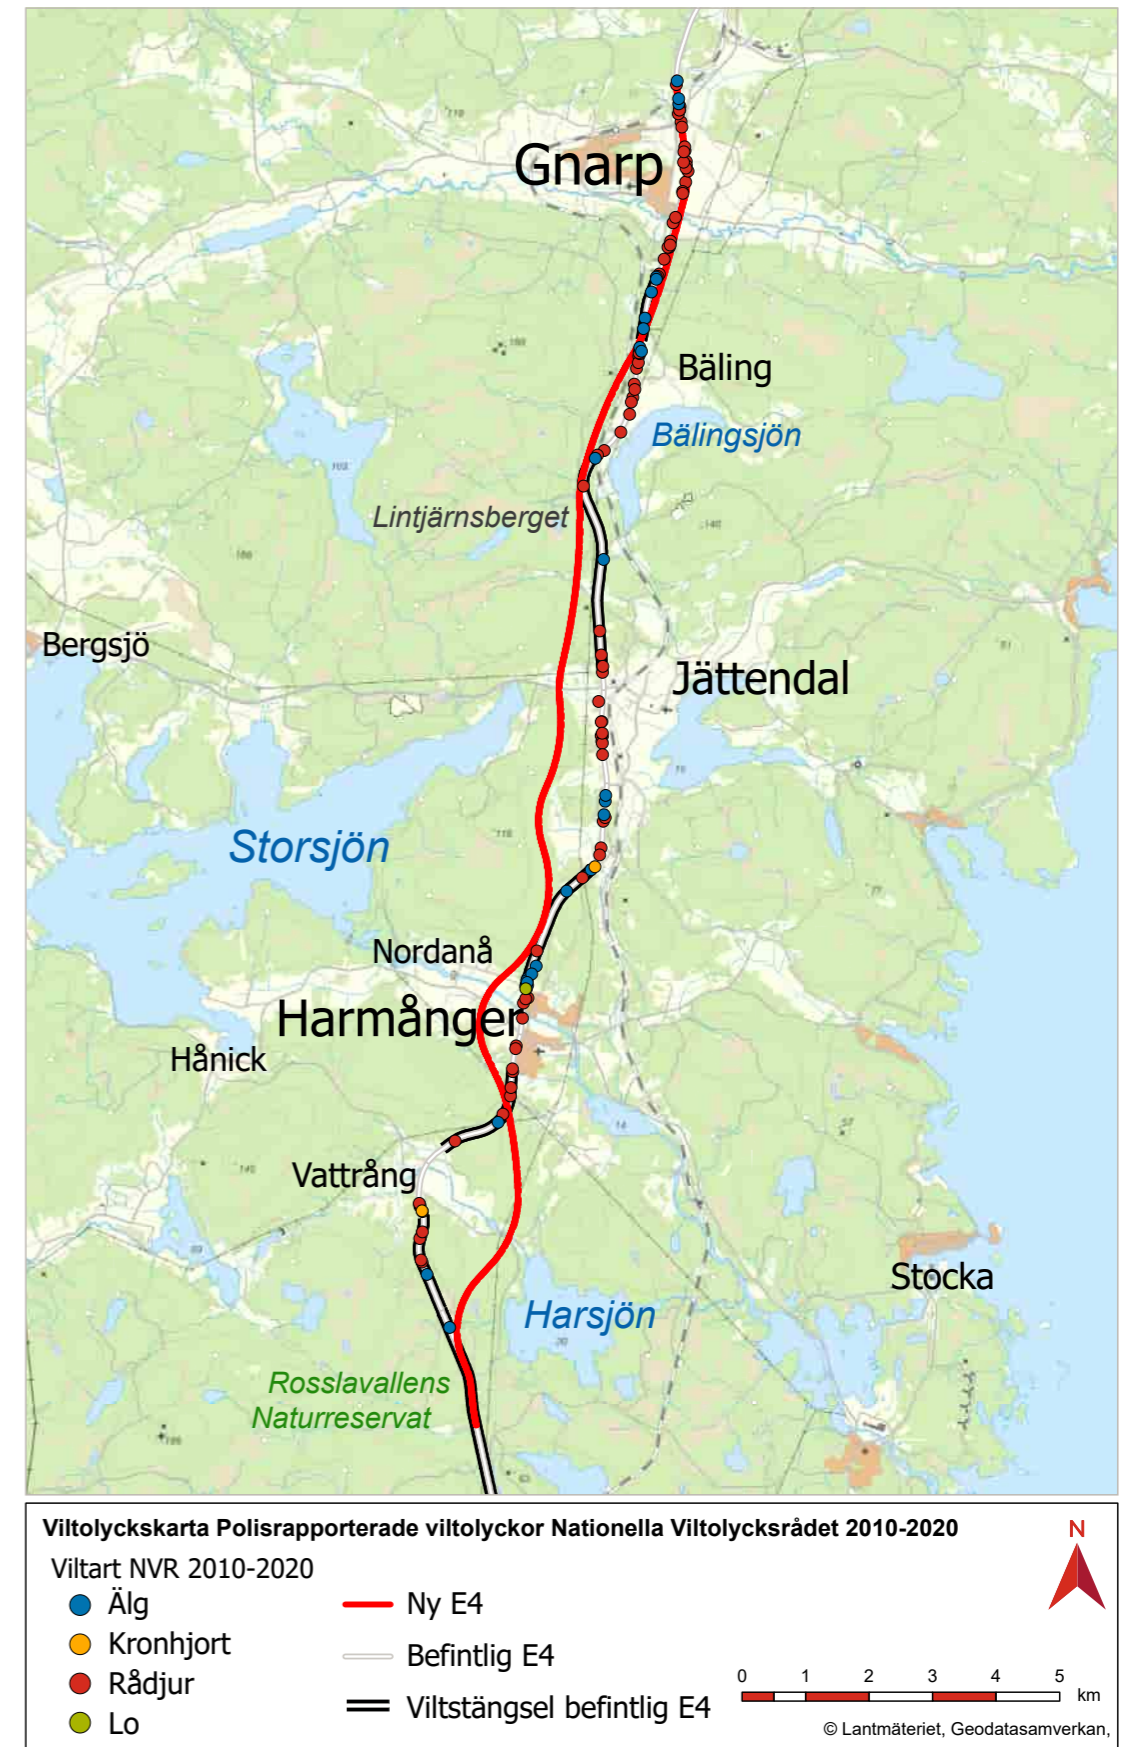 Gnarp
Bäling
Bälingsjön
Lintjärnsberget
Bergsjö
Jättendal
Storsjön
Nordanå
Harmånger
Hånick
Vattrång
Stocka
Harsjön
Rosslavallens
Naturreservat
Viltolyckskarta Polisrapporterade viltolyckor Nationella Viltolycksrådet 2010-2020
Viltart NVR 2010-2020
Älg
Kronhjort
Rådjur
Lo
Ny E4
Befintlig E4
Viltstängsel befintlig E4
N
0 1 2 3 4 5
km
© Lantmäteriet, Geodatasamverkan,